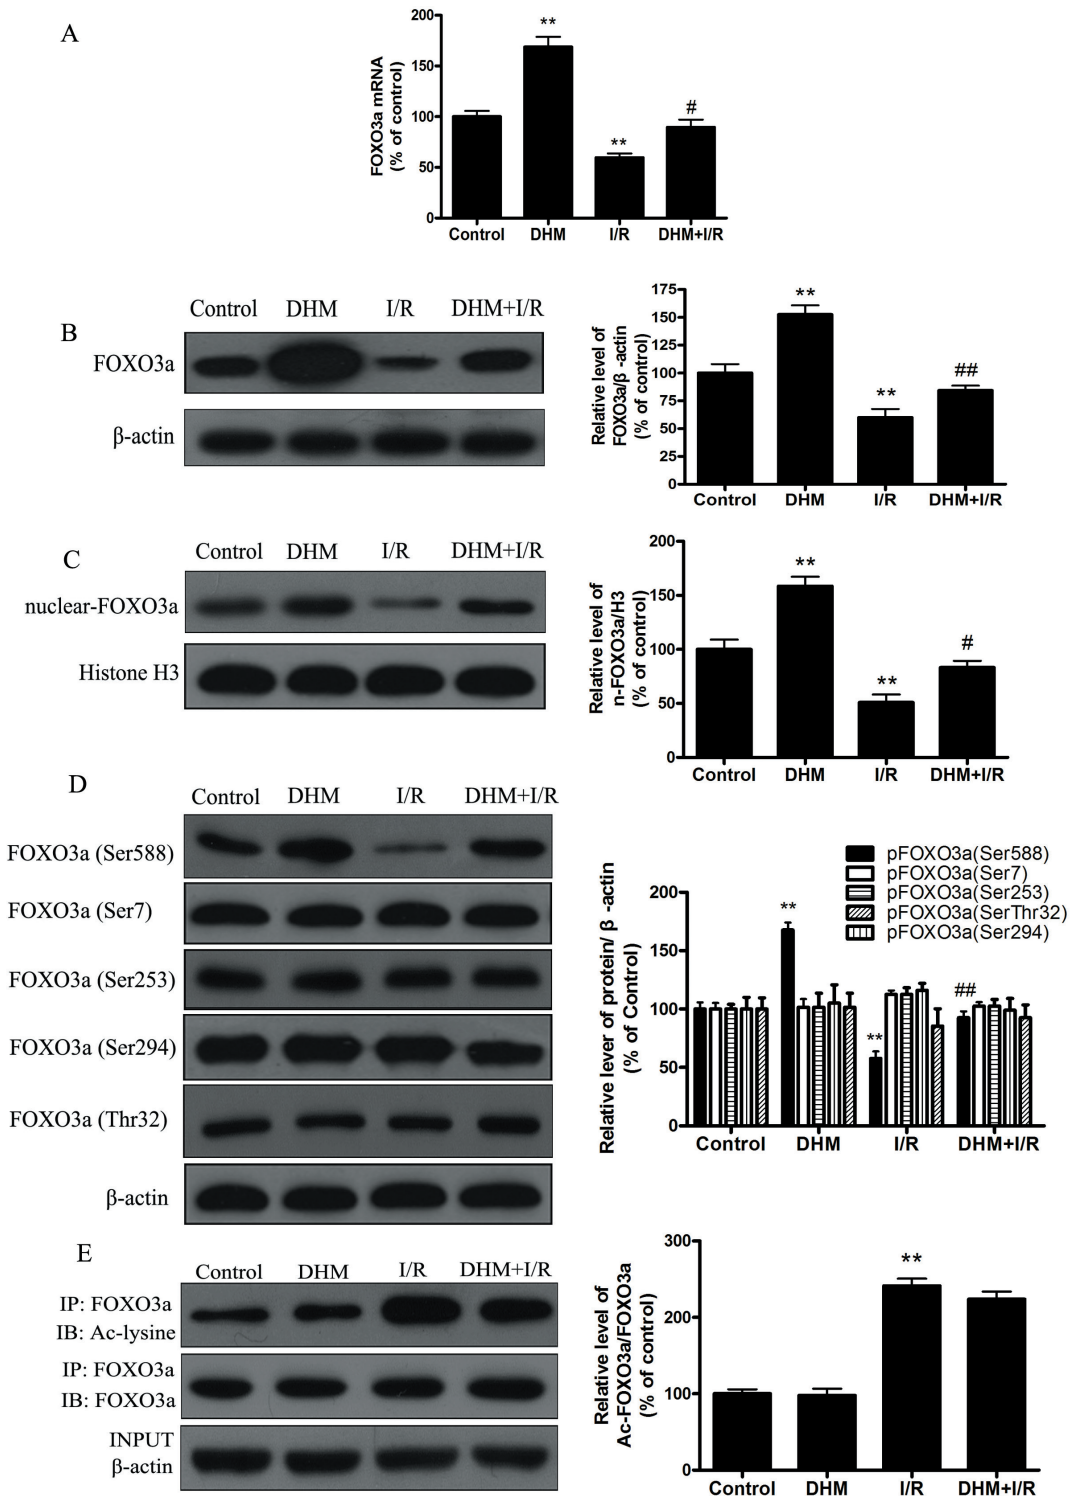 A
FOXO3a mRNA
(% of control)
200
150
100
50
0
**
**
#
Control DHM I/R DHM+I/R
B
Control DHM I/R DHM+I/R
FOXO3a
β-actin
Relative level of
FOXO3a/β -actin
(% of control)
175
150
125
100
75
50
25
0
**
**
##
Control DHM I/R DHM+I/R
C
Control DHM I/R DHM+I/R
nuclear-FOXO3a
Histone H3
Relative level of
n-FOXO3a/H3
(% of control)
200
150
100
50
0
**
**
#
Control DHM I/R DHM+I/R
D
Control DHM I/R DHM+I/R
FOXO3a (Ser588)
FOXO3a (Ser7)
FOXO3a (Ser253)
FOXO3a (Ser294)
FOXO3a (Thr32)
β-actin
pFOXO3a(Ser588)
pFOXO3a(Ser7)
pFOXO3a(Ser253)
pFOXO3a(SerThr32)
pFOXO3a(Ser294)
Relative lever of protein/ β -actin
(% of Control)
200
150
100
50
0
**
**
##
Control DHM I/R DHM+I/R
E
Control DHM I/R DHM+I/R
IP: FOXO3a
IB: Ac-lysine
IP: FOXO3a
IB: FOXO3a
INPUT
β-actin
Relative level of
Ac-FOXO3a/FOXO3a
(% of control)
300
200
100
0
**
Control DHM I/R DHM+I/R